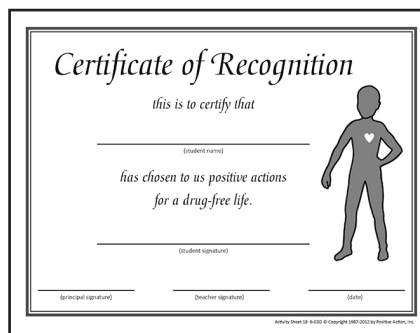 Certificate of Recognition
this is to certify that
(student name)
has chosen to us positive actions
for a drug-free life.
(student signature)
(principal signature) (teacher signature) (date)
Activity Sheet 18 6-030 © Copyright 1987-2012 by Positive Action, Inc.